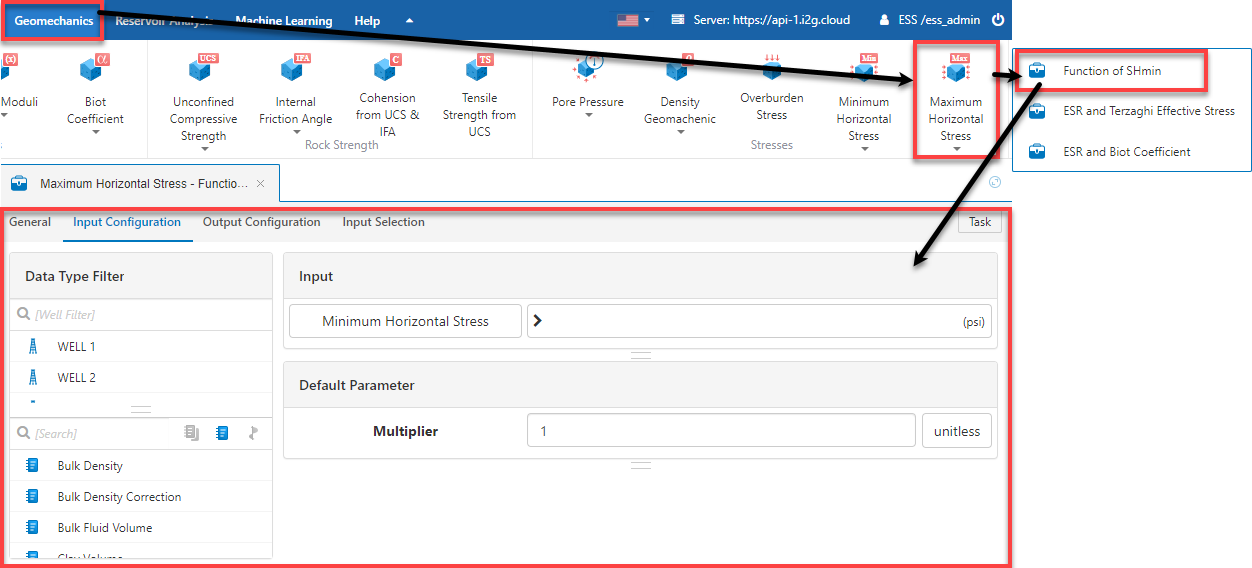 Geomechanics Reservoir Analysis Machine Learning Help Server: https://api-1.i2g.cloud ESS /ess_admin
(x) α UCS IFA C TS Min Max
Moduli
Biot
Coefficient
Unconfined
Compressive
Strength
Internal
Friction Angle
Cohension
from UCS &
IFA
Tensile
Strength from
UCS
Rock Strength
Pore Pressure
Density
Geomachenic
Overburden
Stress
Minimum
Horizontal
Stress
Maximum
Horizontal
Stress
Stresses
Function of SHmin
ESR and Terzaghi Effective Stress
ESR and Biot Coefficient
Maximum Horizontal Stress - Functio...
General Input Configuration Output Configuration Input Selection Task
Data Type Filter
[Well Filter]
WELL 1
WELL 2
[Search]
Bulk Density
Bulk Density Correction
Bulk Fluid Volume
Clay Volume
Input
Minimum Horizontal Stress (psi)
Default Parameter
Multiplier 1 unitless